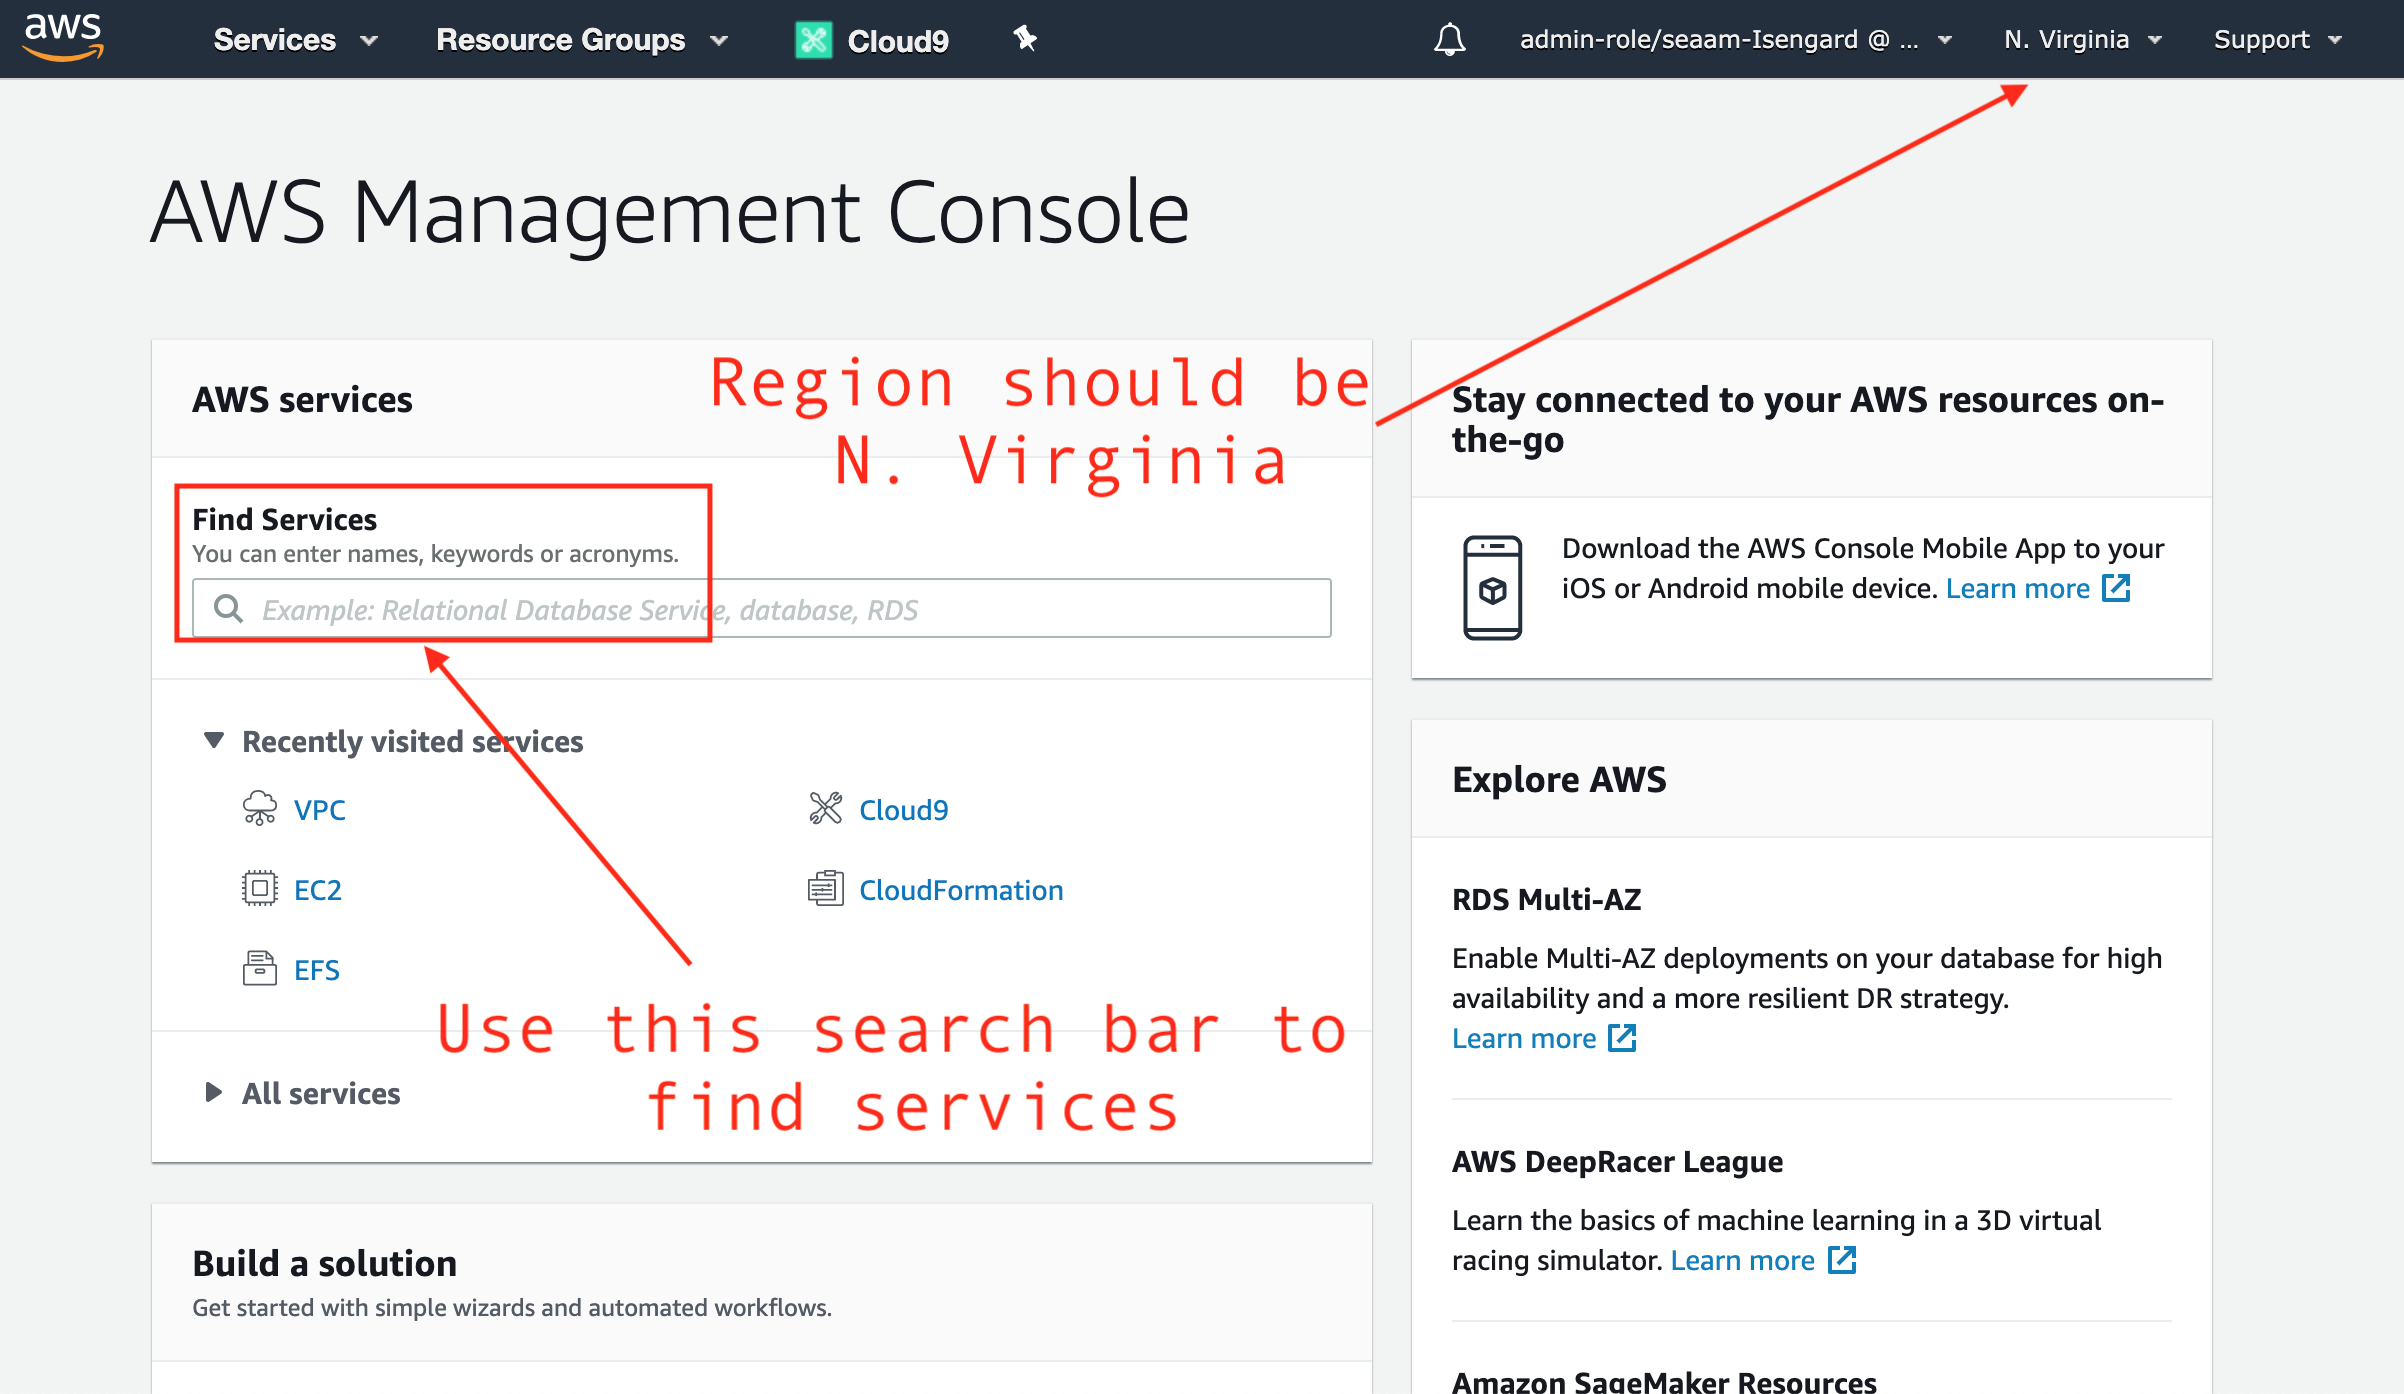 aws
Services
Resource Groups
Cloud9
admin-role/seaam-Isengard @ ...
N. Virginia
Support
AWS Management Console
AWS services
Region should be
N. Virginia
Find Services
You can enter names, keywords or acronyms.
Example: Relational Database Service, database, RDS
Recently visited services
VPC
Cloud9
EC2
CloudFormation
EFS
Use this search bar to
find services
All services
Build a solution
Get started with simple wizards and automated workflows.
Stay connected to your AWS resources on-
the-go
Download the AWS Console Mobile App to your
iOS or Android mobile device. Learn more
Explore AWS
RDS Multi-AZ
Enable Multi-AZ deployments on your database for high
availability and a more resilient DR strategy.
Learn more
AWS DeepRacer League
Learn the basics of machine learning in a 3D virtual
racing simulator. Learn more
Amazon SageMaker Resources